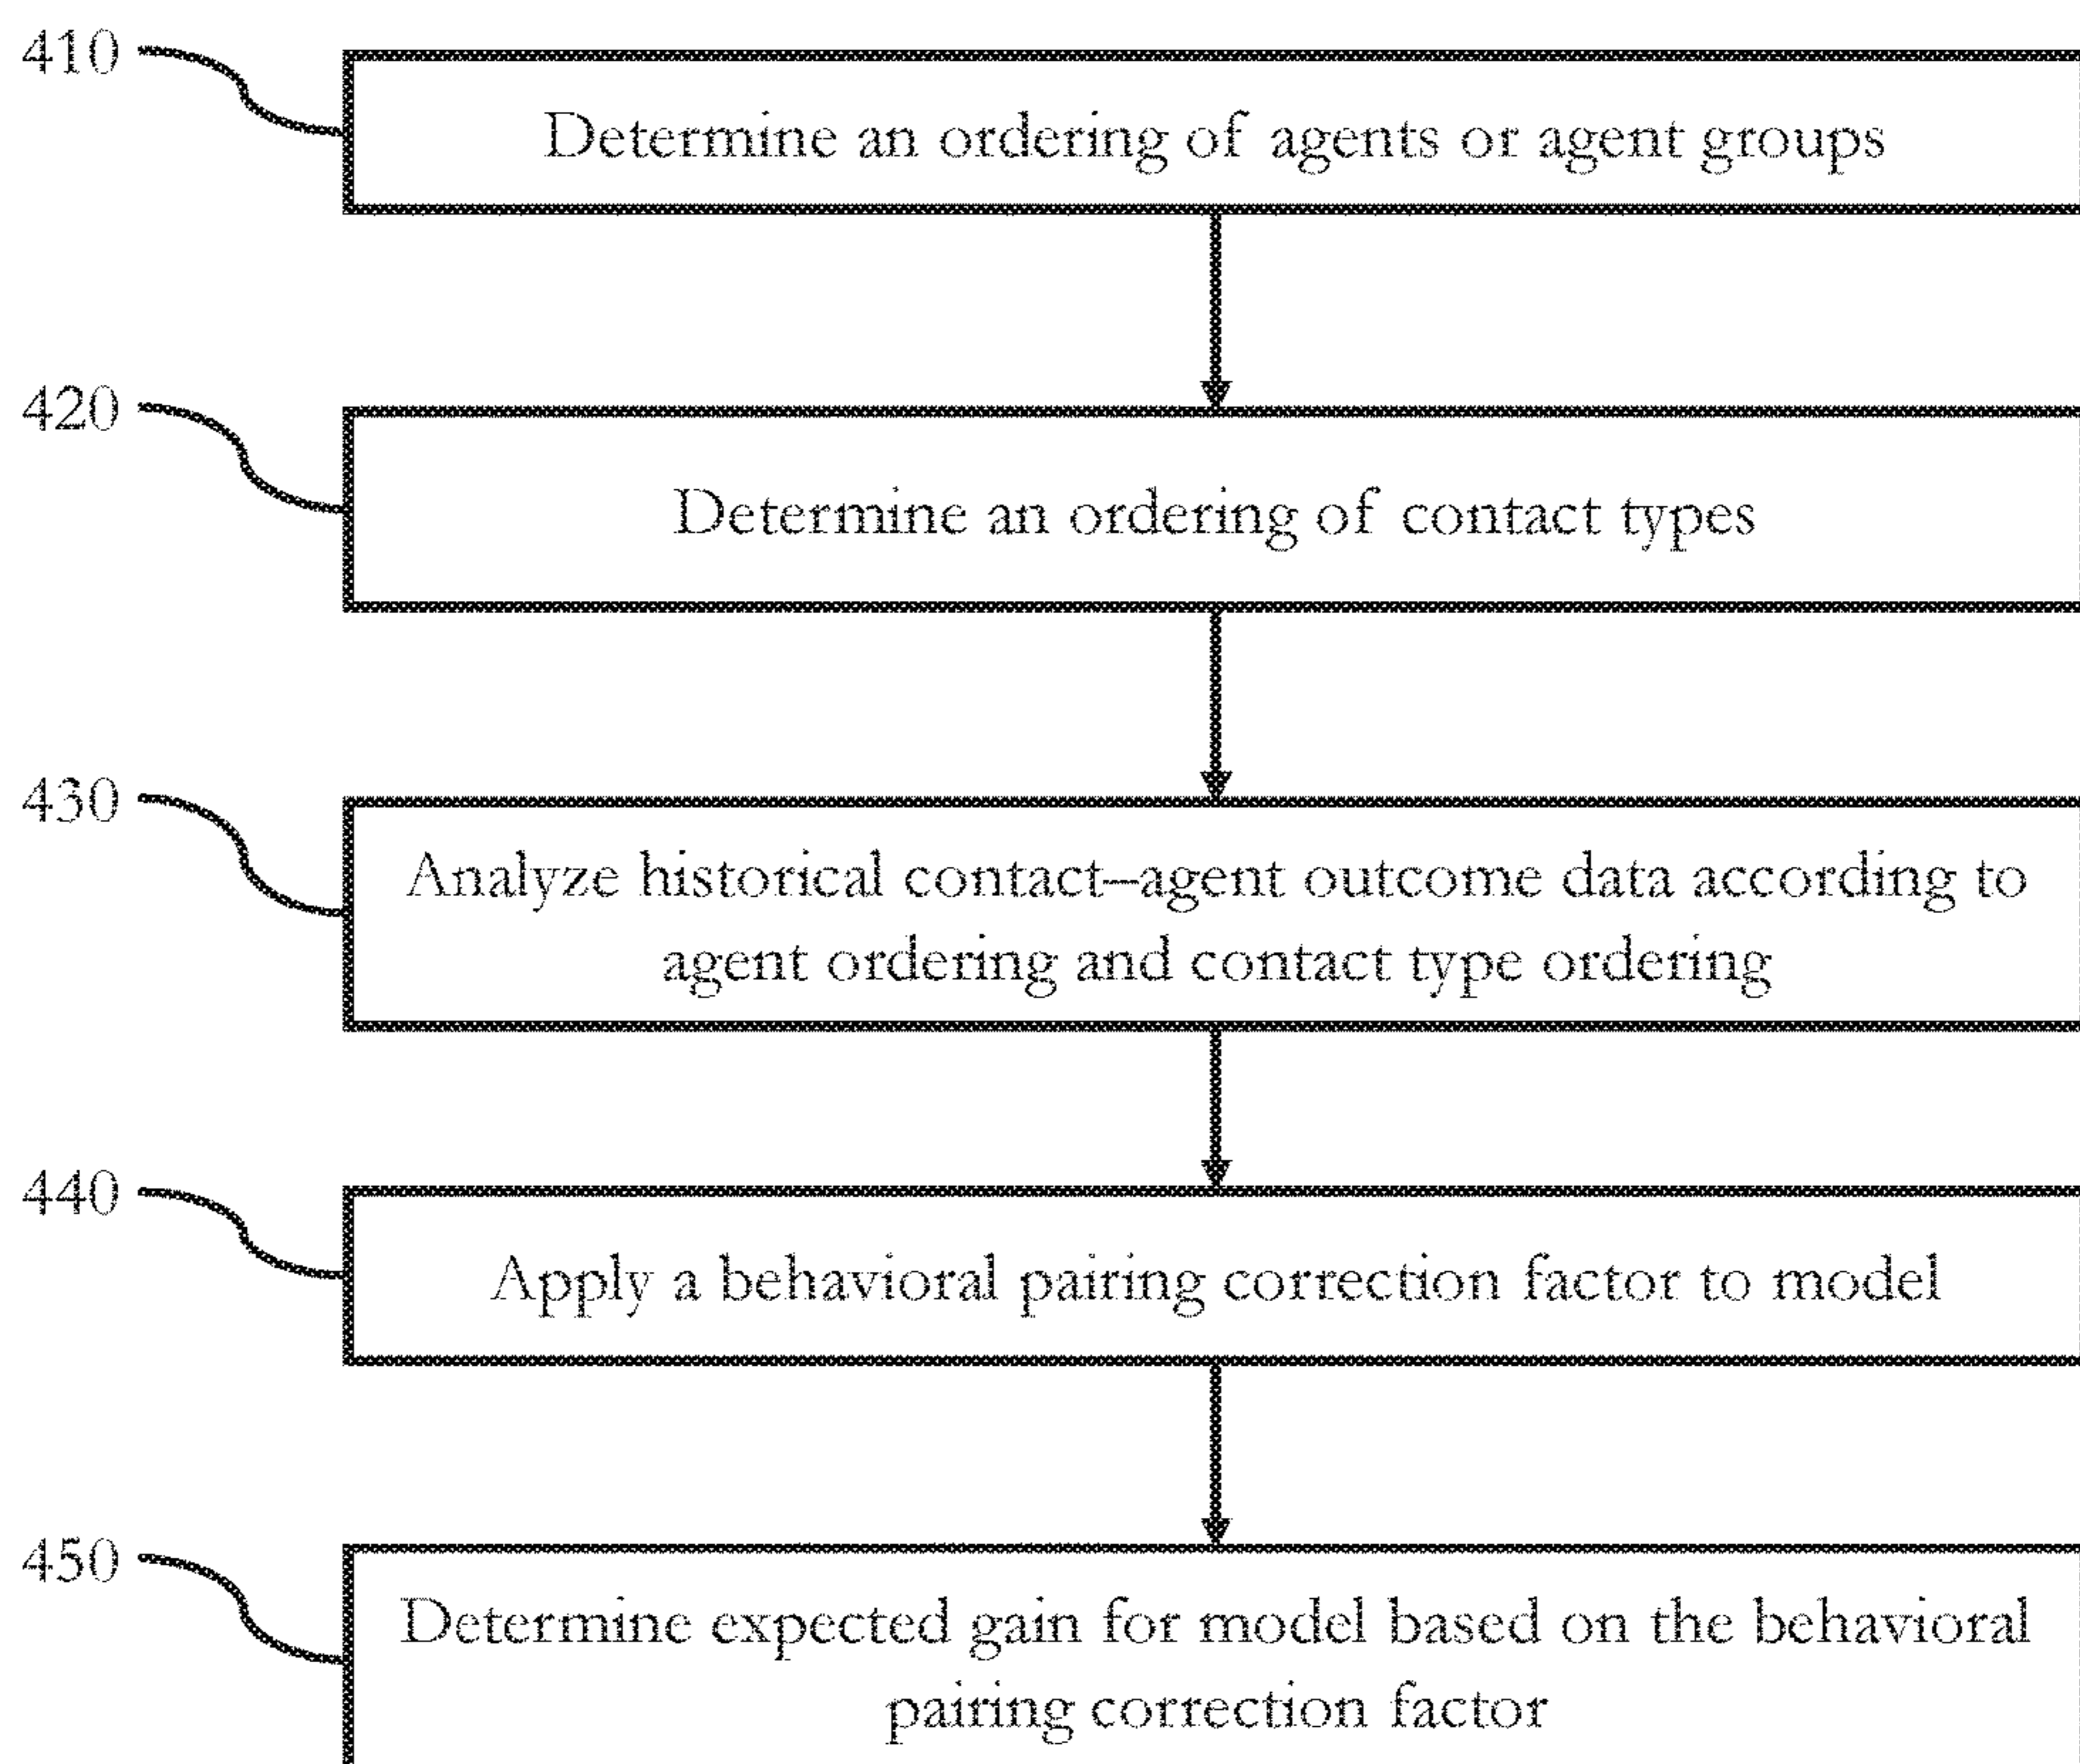 410
Determine an ordering of agents or agent groups
420
Determine an ordering of contact types
430
Analyze historical contact–agent outcome data according to
agent ordering and contact type ordering
440
Apply a behavioral pairing correction factor to model
450
Determine expected gain for model based on the behavioral
pairing correction factor